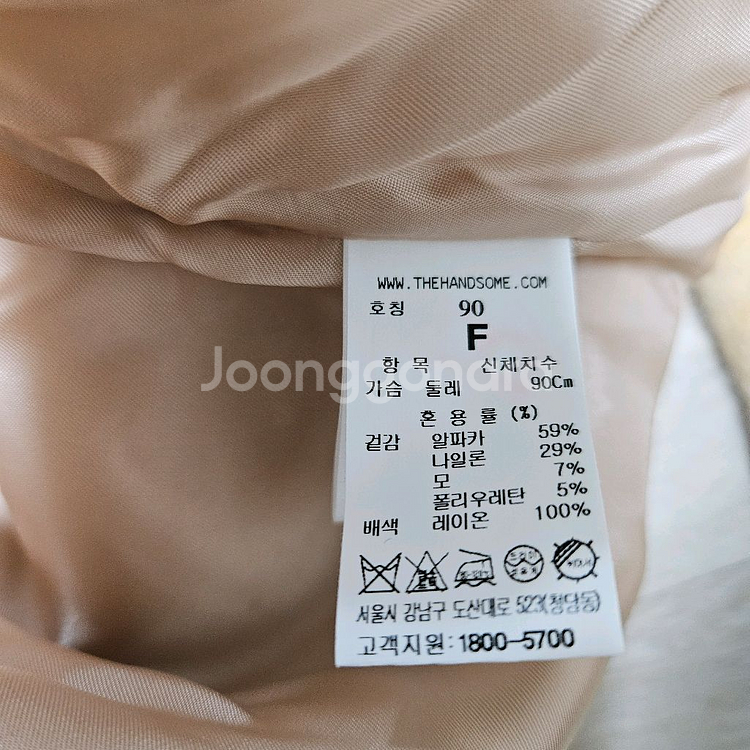 WWW.THEHANDSOME.COM
호칭 90
F
항 목 신체치수
가슴 둘레 90Cm
혼 용 률 (%)
겉감 알파카 59%
나일론 29%
모 7%
폴리우레탄 5%
배색 레이온 100%
서울시 강남구 도산대로 523(청담동)
고객지원:1800-5700